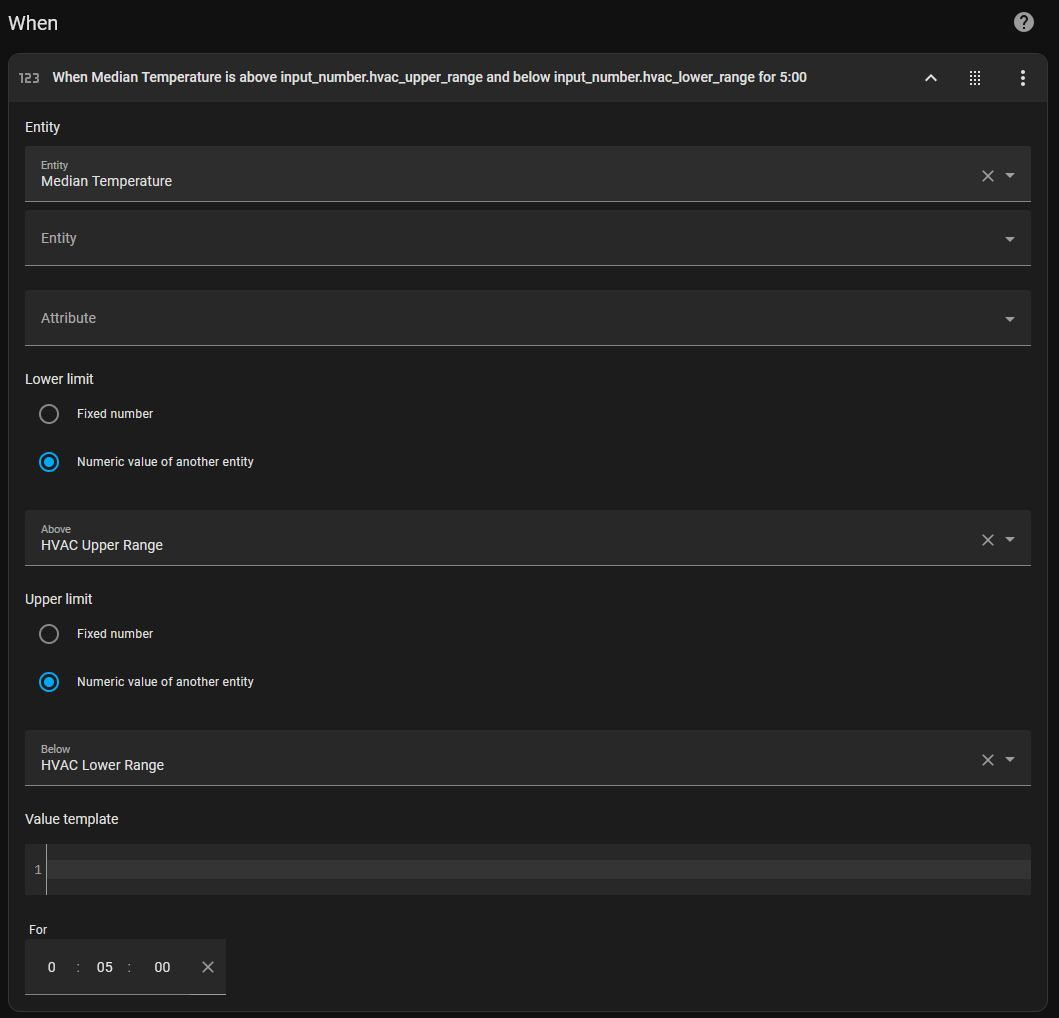 When
123 When Median Temperature is above input_number.hvac_upper_range and below input_number.hvac_lower_range for 5:00
Entity
Entity
Median Temperature
Entity
Attribute
Lower limit
Fixed number
Numeric value of another entity
Above
HVAC Upper Range
Upper limit
Fixed number
Numeric value of another entity
Below
HVAC Lower Range
Value template
1
For
0 : 05 : 00